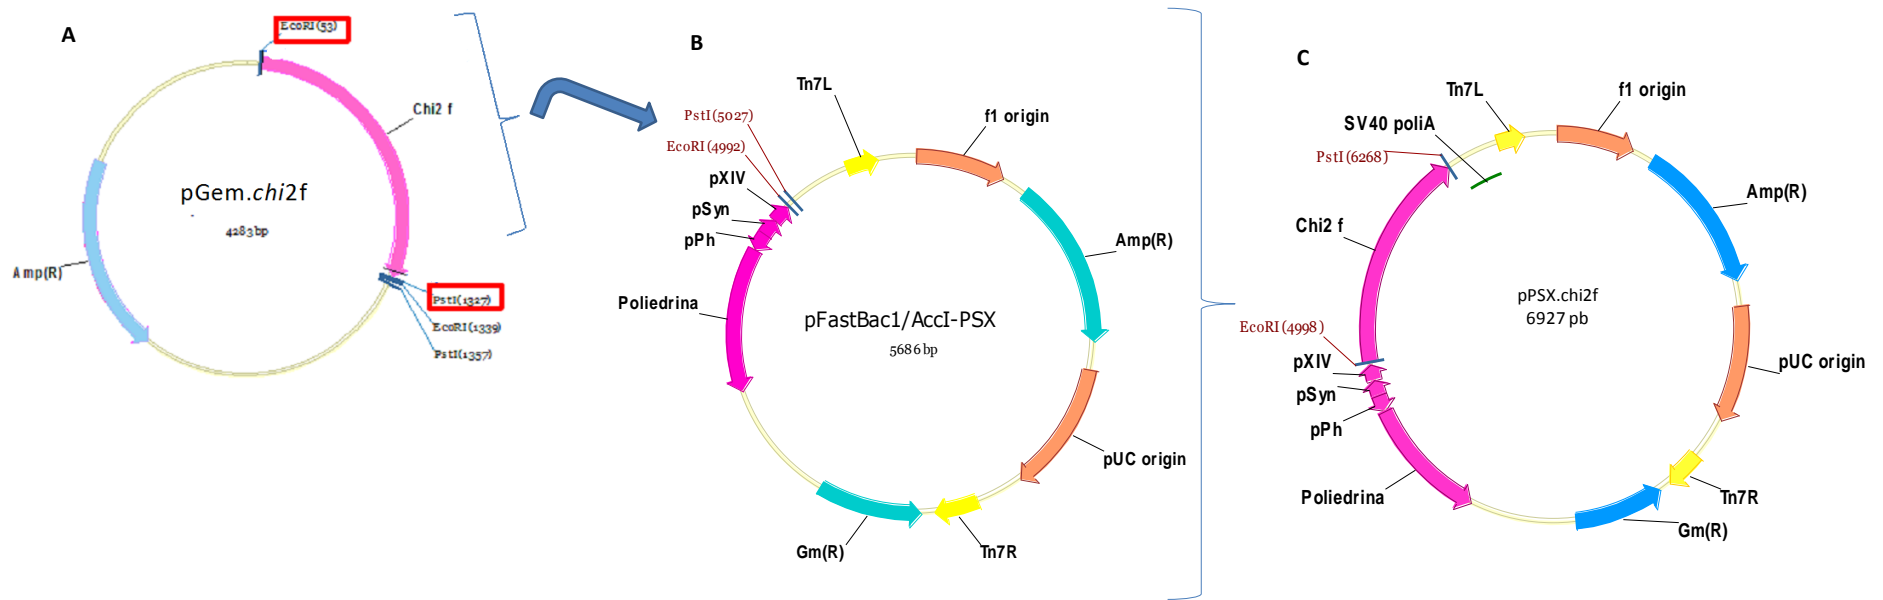 A
EcoRI(53)
Chi2 f
pGem.chi2f
4283bp
Amp(R)
PstI(1327)
EcoRI(1339)
PstI(1357)
B
Tn7L
PstI(5027)
f1 origin
EcoRI(4992)
pXIV
pSyn
pPh
Amp(R)
Poliedrina
pFastBac1/AccI-PSX
5686bp
pUC origin
Gm(R)
Tn7R
C
Tn7L
f1 origin
SV40 poliA
PstI(6268)
Amp(R)
Chi2 f
pPSX.chi2f
6927 pb
EcoRI(4998)
pXIV
pUC origin
pSyn
pPh
Poliedrina
Tn7R
Gm(R)